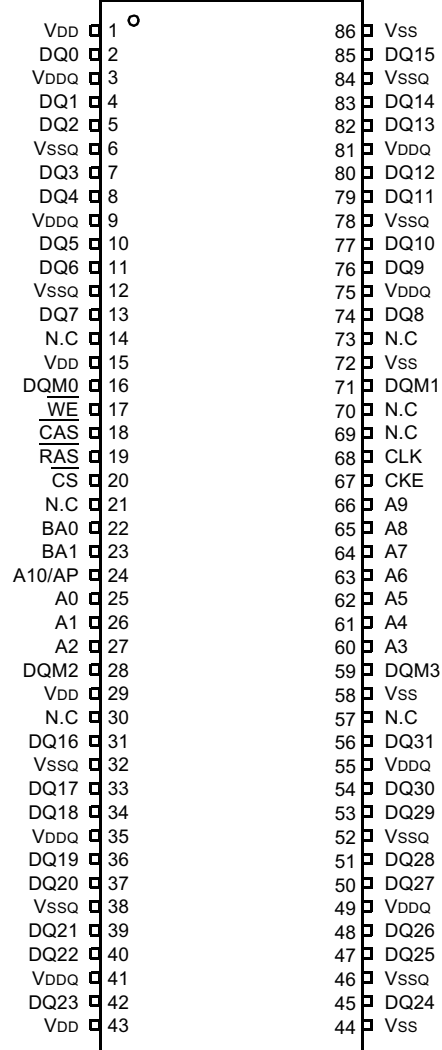 VDD 1 86 VSS
DQ0 2 85 DQ15
VDDQ 3 84 VSSQ
DQ1 4 83 DQ14
DQ2 5 82 DQ13
VSSQ 6 81 VDDQ
DQ3 7 80 DQ12
DQ4 8 79 DQ11
VDDQ 9 78 VSSQ
DQ5 10 77 DQ10
DQ6 11 76 DQ9
VSSQ 12 75 VDDQ
DQ7 13 74 DQ8
N.C 14 73 N.C
VDD 15 72 VSS
DQM0 16 71 DQM1
W̅E̅ 17 70 N.C
C̅A̅S̅ 18 69 N.C
R̅A̅S̅ 19 68 CLK
C̅S̅ 20 67 CKE
N.C 21 66 A9
BA0 22 65 A8
BA1 23 64 A7
A10/AP 24 63 A6
A0 25 62 A5
A1 26 61 A4
A2 27 60 A3
DQM2 28 59 DQM3
VDD 29 58 VSS
N.C 30 57 N.C
DQ16 31 56 DQ31
VSSQ 32 55 VDDQ
DQ17 33 54 DQ30
DQ18 34 53 DQ29
VDDQ 35 52 VSSQ
DQ19 36 51 DQ28
DQ20 37 50 DQ27
VSSQ 38 49 VDDQ
DQ21 39 48 DQ26
DQ22 40 47 DQ25
VDDQ 41 46 VSSQ
DQ23 42 45 DQ24
VDD 43 44 VSS